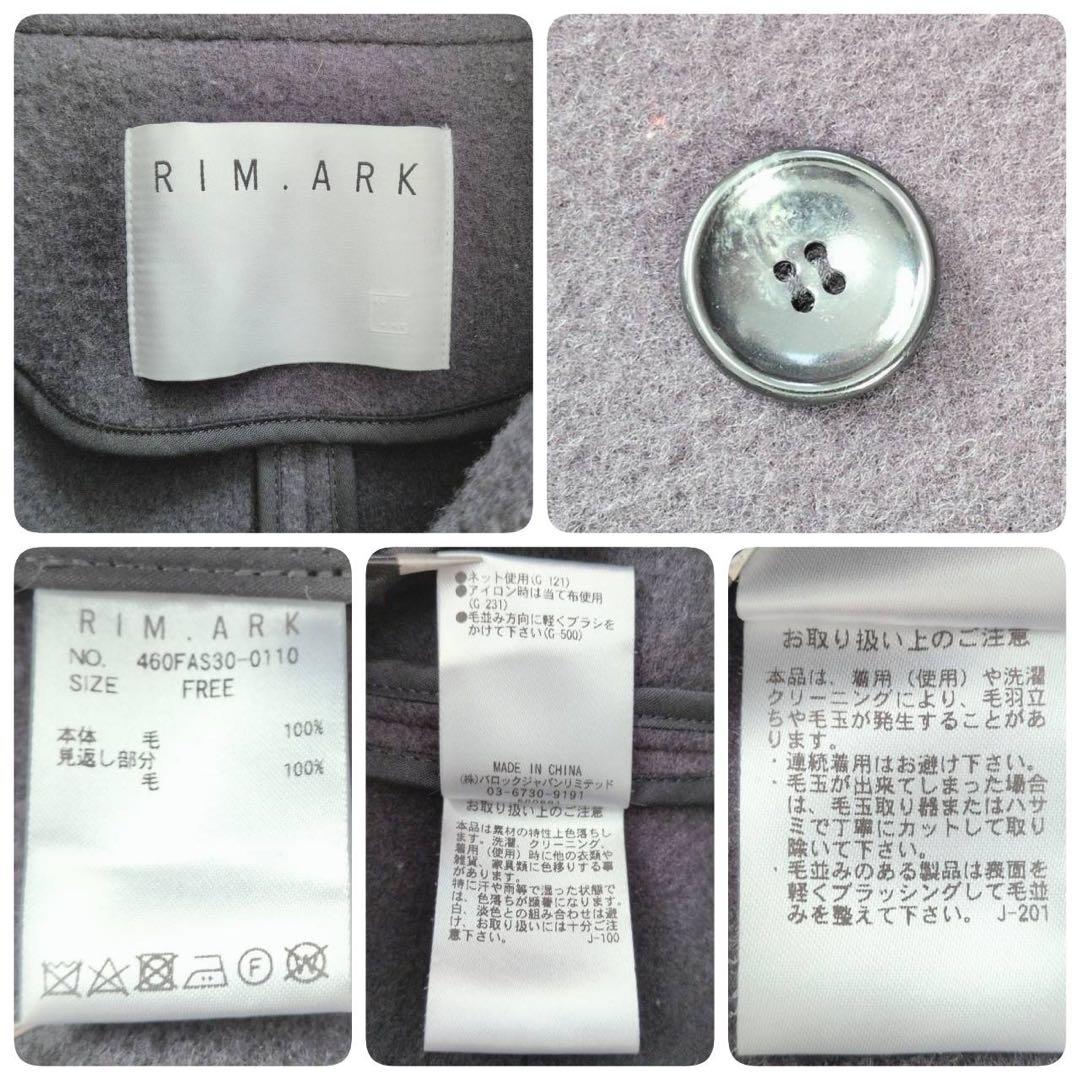 RIM.ARK
RIM.ARK
NO. 460FAS30-0110
SIZE FREE
本体 毛 100%
見返し部分
毛 100%
F
W
●ネット使用(G 121)
●アイロン時は当て布使用
(G 231)
●毛並み方向に軽くブラシを
かけて下さい(G-500)
MADE IN CHINA
(株)バロックジャパンリミテッド
03-6730-9191
お取り扱い上のご注意
本品は素材の特性上色落ちし
ます。洗濯、クリーニング、
着用(使用)時に他の衣類や
雑貨、家具類に色移りする事
があります。
特に汗や雨等で湿った状態で
は、色落ちが顕著になります。
白、淡色との組み合わせは避
け、お取り扱いには十分ご注
意下さい。 J-100
お取り扱い上のご注意
本品は、着用(使用)や洗濯
クリーニングにより、毛羽立
ちや毛玉が発生することがあ
ります。
・連続着用はお避け下さい。
・毛玉が出来てしまった場合
は、毛玉取り器またはハサ
ミで丁寧にカットして取り
除いて下さい。
・毛並みのある製品は表面を
軽くブラッシングして毛並
みを整えて下さい。 J-201